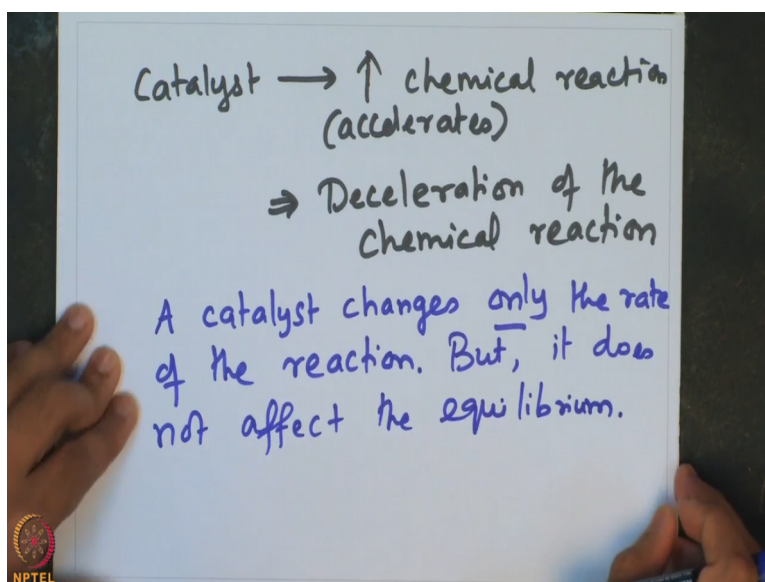 Catalyst ⟶ ↑ chemical reaction
(accelerates)
⇒ Deceleration of the
chemical reaction
A catalyst changes only the rate
of the reaction. But, it does
not affect the equilibrium.
NPTEL